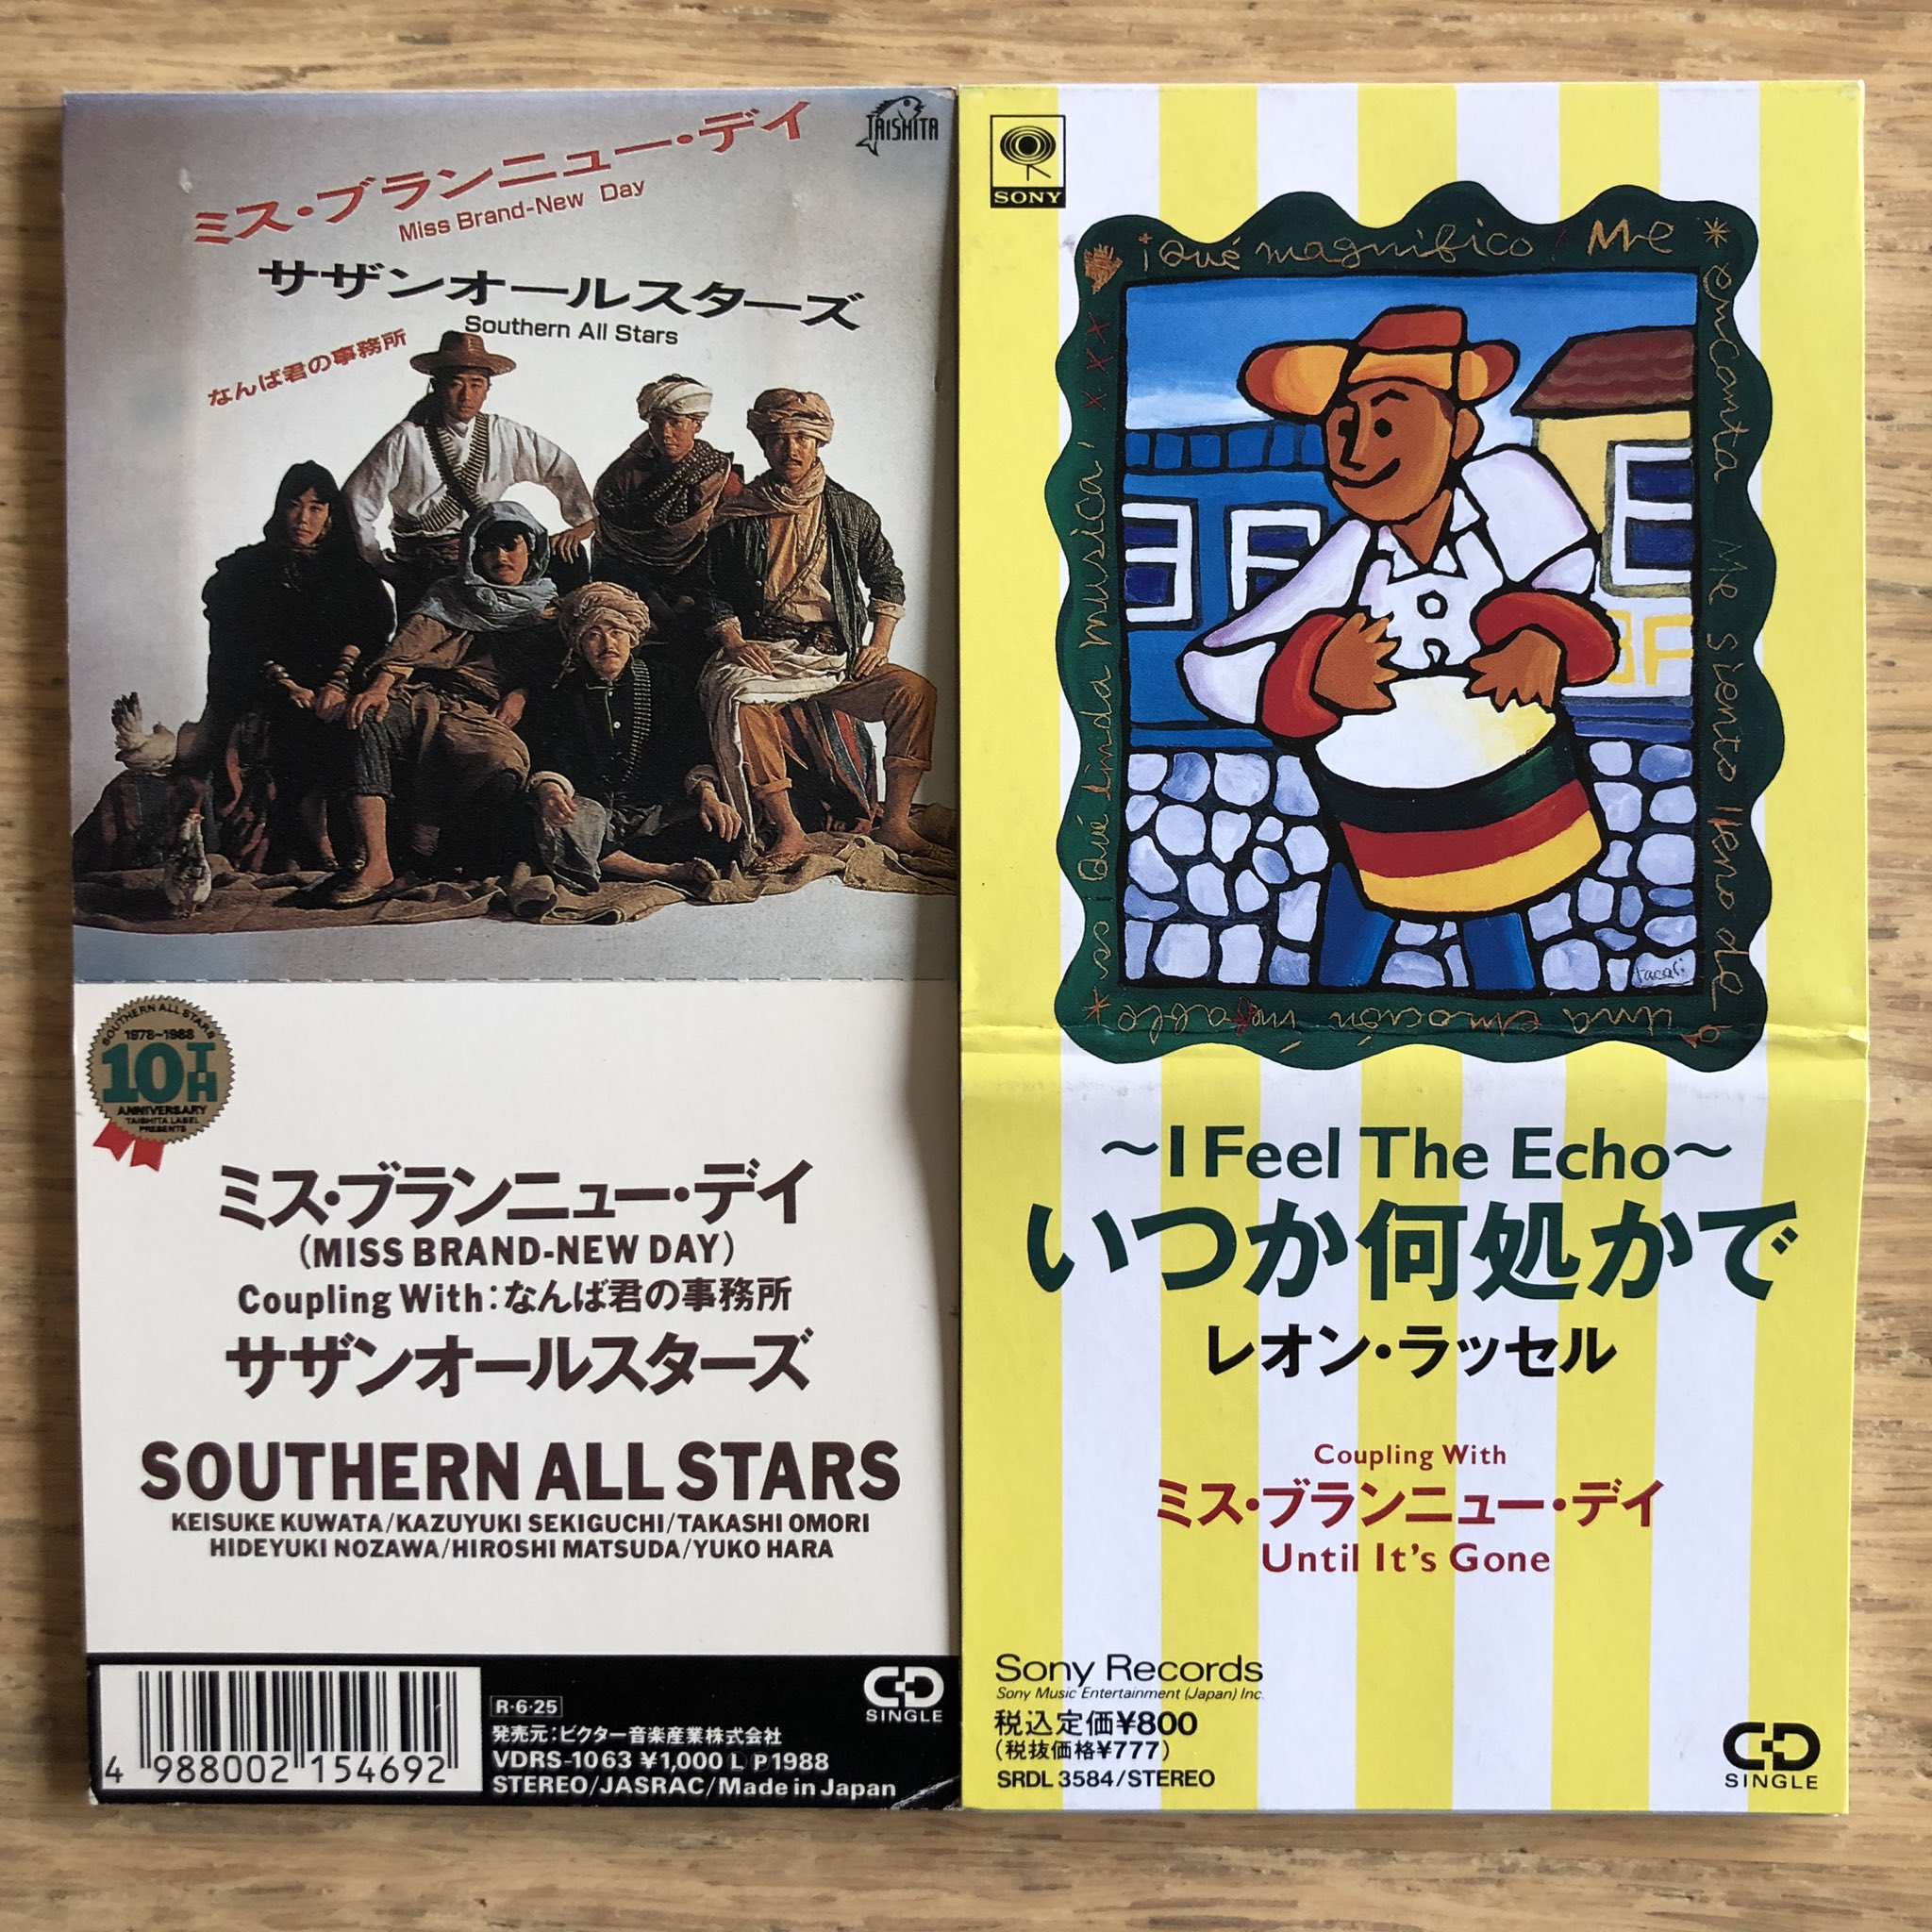 ミス・ブランニュー・デイ
Miss Brand-New Day
TAISHITA
サザンオールスターズ
Southern All Stars
なんば君の事務所
SOUTHERN ALL STARS
1978~1988
10TH
ANNIVERSARY
TAISHITA LABEL
PRESENTS
ミス・ブランニュー・デイ
(MISS BRAND-NEW DAY)
Coupling With:なんば君の事務所
サザンオールスターズ
SOUTHERN ALL STARS
KEISUKE KUWATA/KAZUYUKI SEKIGUCHI/TAKASHI OMORI
HIDEYUKI NOZAWA/HIROSHI MATSUDA/YUKO HARA
4 988002 154692
R・6・25
発売元:ビクター音楽産業株式会社
VDRS-1063 ¥1,000 Ⓛ Ⓟ1988
STEREO/JASRAC/Made in Japan
CD
SINGLE
SONY
¡Qué magnífico! Me
encanta Me siento lleno de
una emoción inefable
¡Qué linda musica!
tacafi
~I Feel The Echo~
いつか何処かで
レオン・ラッセル
Coupling With
ミス・ブランニュー・デイ
Until It's Gone
Sony Records
Sony Music Entertainment (Japan) Inc.
税込定価¥800
(税抜価格¥777)
SRDL 3584/STEREO
CD
SINGLE